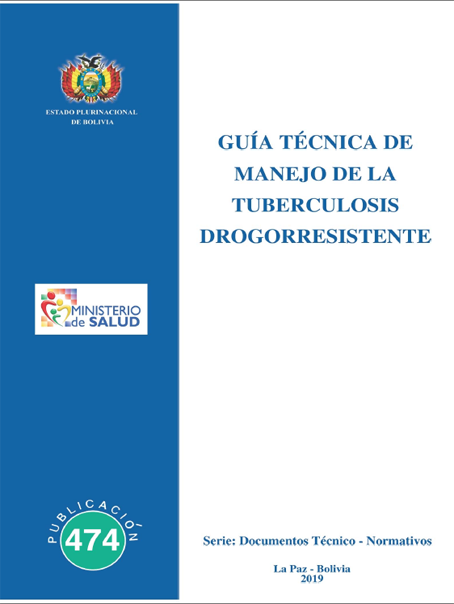 ESTADO PLURINACIONAL
DE BOLIVIA
GUÍA TÉCNICA DE
MANEJO DE LA
TUBERCULOSIS
DROGORRESISTENTE
MINISTERIO
de SALUD
PUBLICACIÓN
474
Serie: Documentos Técnico - Normativos
La Paz - Bolivia
2019